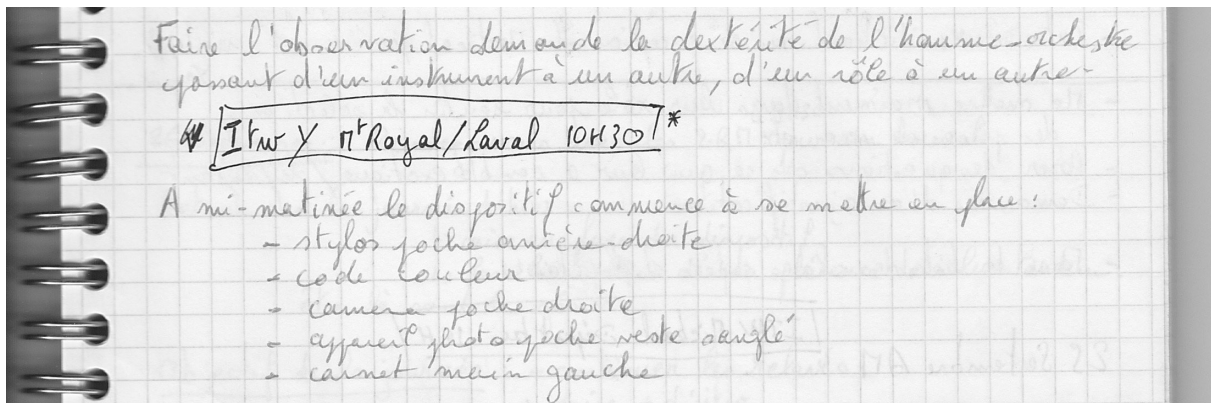 Faire l'observation demande la dextérité de l'homme-orchestre
passant d'un instrument à un autre, d'un rôle à un autre.
Itw Y Mt Royal/Laval 10H30 *
A mi-matinée le dispositif commence à se mettre en place :
- stylos poche arrière-droite
- code couleur
- camera poche droite
- appareil photo poche veste sanglé
- carnet main gauche